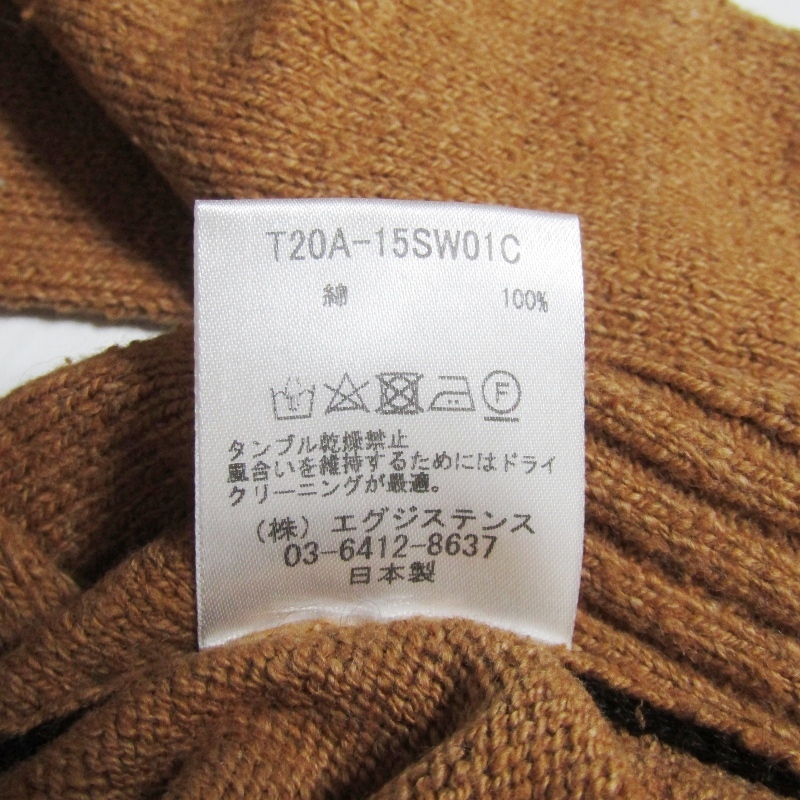 T20A-15SW01C
綿 100%
F
タンブル乾燥禁止
風合いを維持するためにはドライ
クリーニングが最適。
（株）エグジステンス
03-6412-8637
日本製